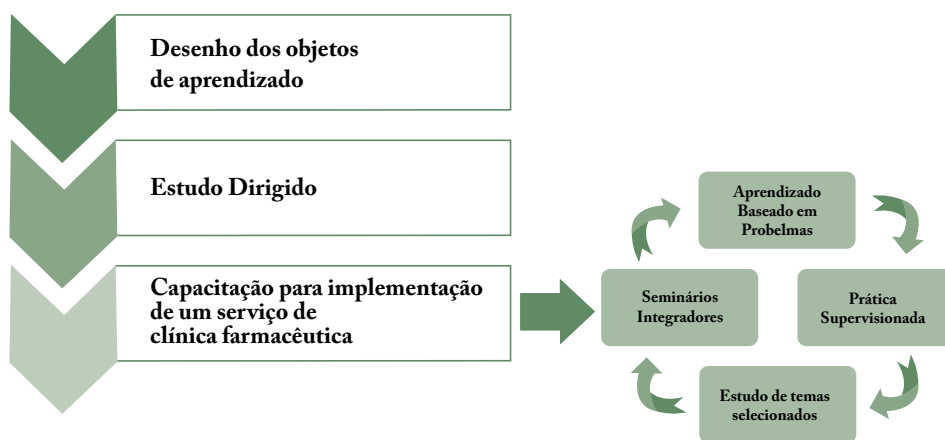 Desenho dos objetos
de aprendizado
Estudo Dirigido
Capacitação para implementação
de um serviço de
clínica farmacêutica
Aprendizado
Baseado em
Probelmas
Prática
Supervisionada
Estudo de temas
selecionados
Seminários
Integradores